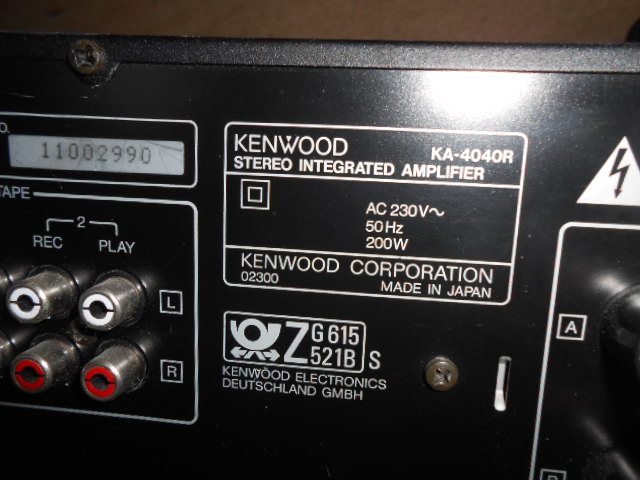 O.
11002990
TAPE
2
REC PLAY
L
R
KENWOOD KA-4040R
STEREO INTEGRATED AMPLIFIER
AC 230V~
50Hz
200W
KENWOOD CORPORATION
02300 MADE IN JAPAN
Z G 615
521B S
KENWOOD ELECTRONICS
DEUTSCHLAND GMBH
A
B